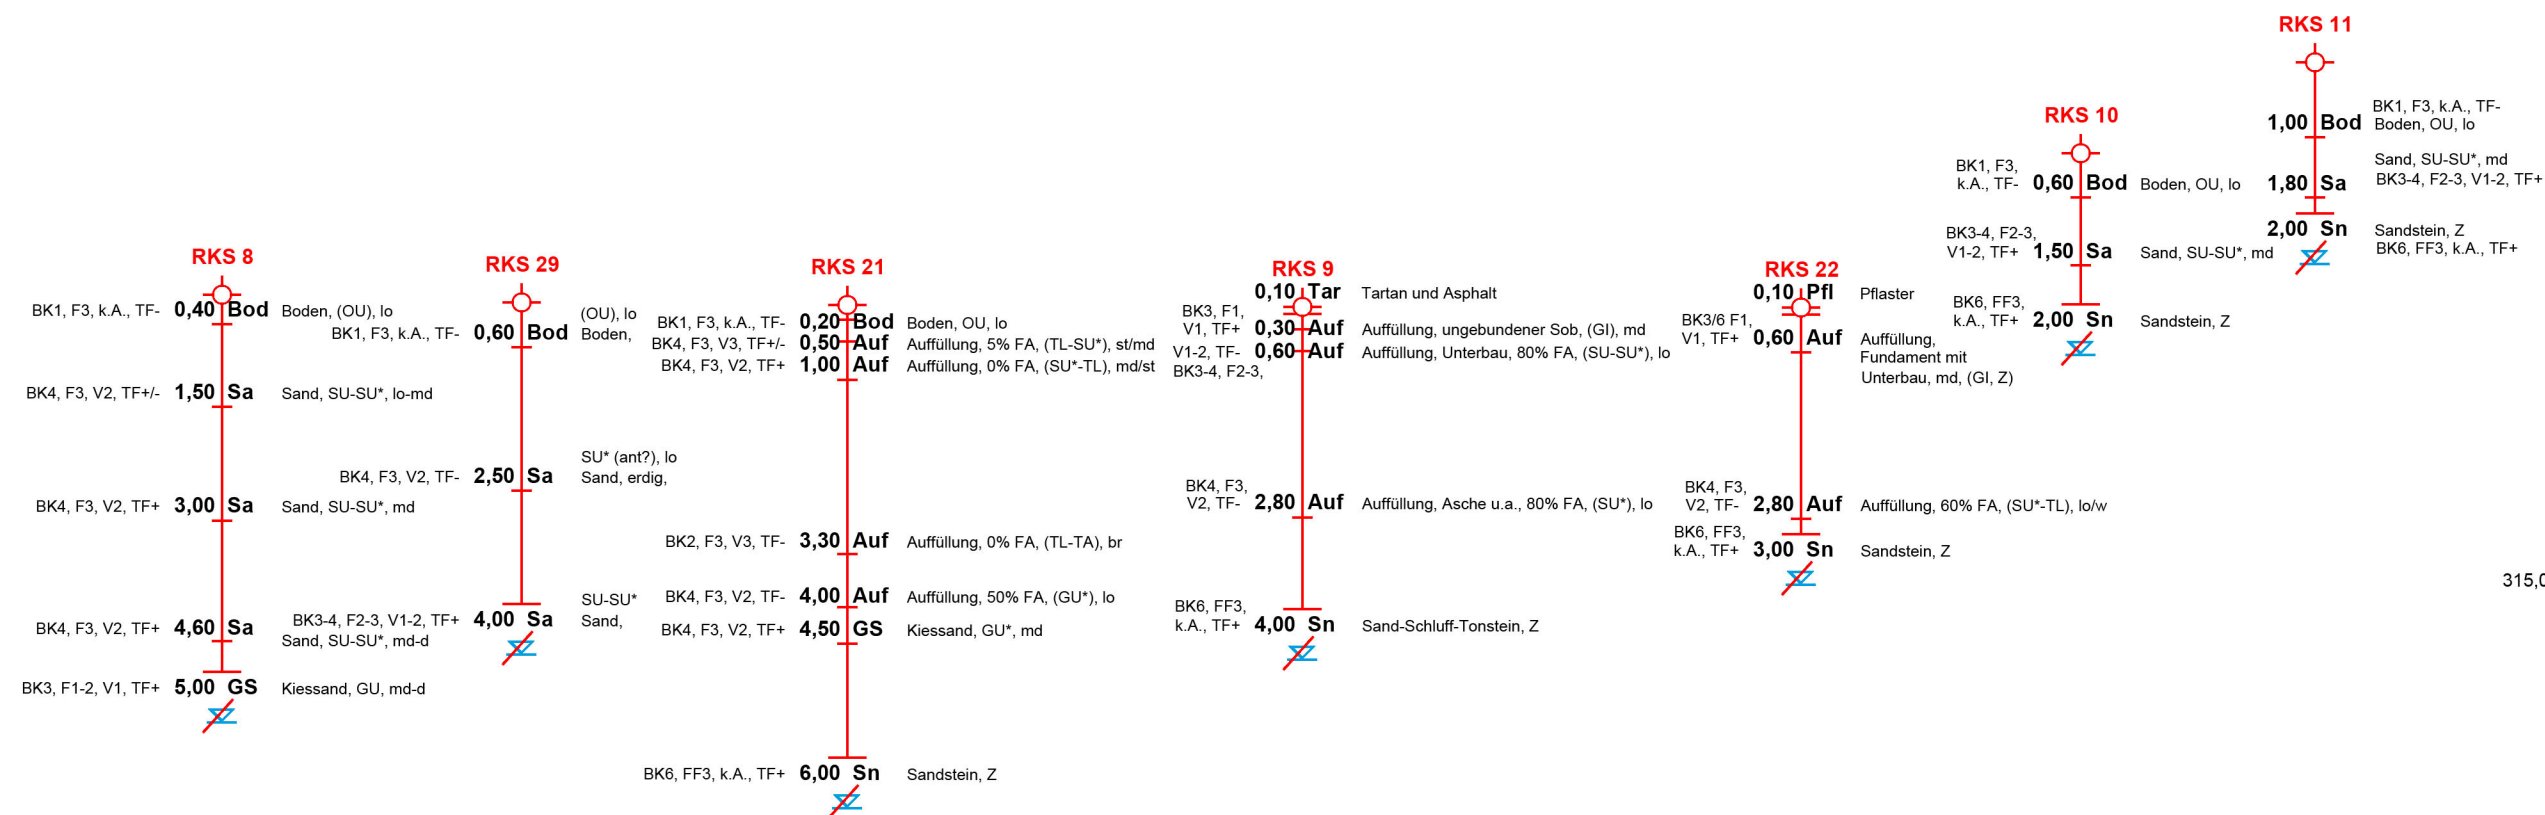 RKS 8
BK1, F3, k.A., TF- 0,40 Bod Boden, (OU), lo
BK4, F3, V2, TF+/- 1,50 Sa Sand, SU-SU*, lo-md
BK4, F3, V2, TF+ 3,00 Sa Sand, SU-SU*, md
BK4, F3, V2, TF+ 4,60 Sa
Sand, SU-SU*, md-d
BK3, F1-2, V1, TF+ 5,00 GS Kiessand, GU, md-d
RKS 29
(OU), lo
BK1, F3, k.A., TF- 0,60 Bod Boden,
SU* (ant?), lo
BK4, F3, V2, TF- 2,50 Sa Sand, erdig,
SU-SU*
BK3-4, F2-3, V1-2, TF+ 4,00 Sa Sand,
RKS 21
BK1, F3, k.A., TF- 0,20 Bod Boden, OU, lo
BK4, F3, V3, TF+/- 0,50 Auf Auffüllung, 5% FA, (TL-SU*), st/md
BK4, F3, V2, TF+ 1,00 Auf Auffüllung, 0% FA, (SU*-TL), md/st
BK2, F3, V3, TF- 3,30 Auf Auffüllung, 0% FA, (TL-TA), br
BK4, F3, V2, TF- 4,00 Auf Auffüllung, 50% FA, (GU*), lo
BK4, F3, V2, TF+ 4,50 GS Kiessand, GU*, md
BK6, FF3, k.A., TF+ 6,00 Sn Sandstein, Z
RKS 9
0,10 Tar Tartan und Asphalt
BK3, F1,
V1, TF+ 0,30 Auf Auffüllung, ungebundener Sob, (GI), md
V1-2, TF- 0,60 Auf Auffüllung, Unterbau, 80% FA, (SU-SU*), lo
BK3-4, F2-3,
BK4, F3,
V2, TF- 2,80 Auf Auffüllung, Asche u.a., 80% FA, (SU*), lo
BK6, FF3,
k.A., TF+ 4,00 Sn Sand-Schluff-Tonstein, Z
RKS 22
0,10 Pfl Pflaster
BK3/6 F1,
V1, TF+ 0,60 Auf Auffüllung,
Fundament mit
Unterbau, md, (GI, Z)
BK4, F3,
V2, TF- 2,80 Auf Auffüllung, 60% FA, (SU*-TL), lo/w
BK6, FF3,
k.A., TF+ 3,00 Sn Sandstein, Z
RKS 10
BK1, F3,
k.A., TF- 0,60 Bod Boden, OU, lo
BK3-4, F2-3,
V1-2, TF+ 1,50 Sa Sand, SU-SU*, md
BK6, FF3,
k.A., TF+ 2,00 Sn Sandstein, Z
RKS 11
BK1, F3, k.A., TF-
1,00 Bod Boden, OU, lo
Sand, SU-SU*, md
1,80 Sa BK3-4, F2-3, V1-2, TF+
2,00 Sn Sandstein, Z
BK6, FF3, k.A., TF+
315,0